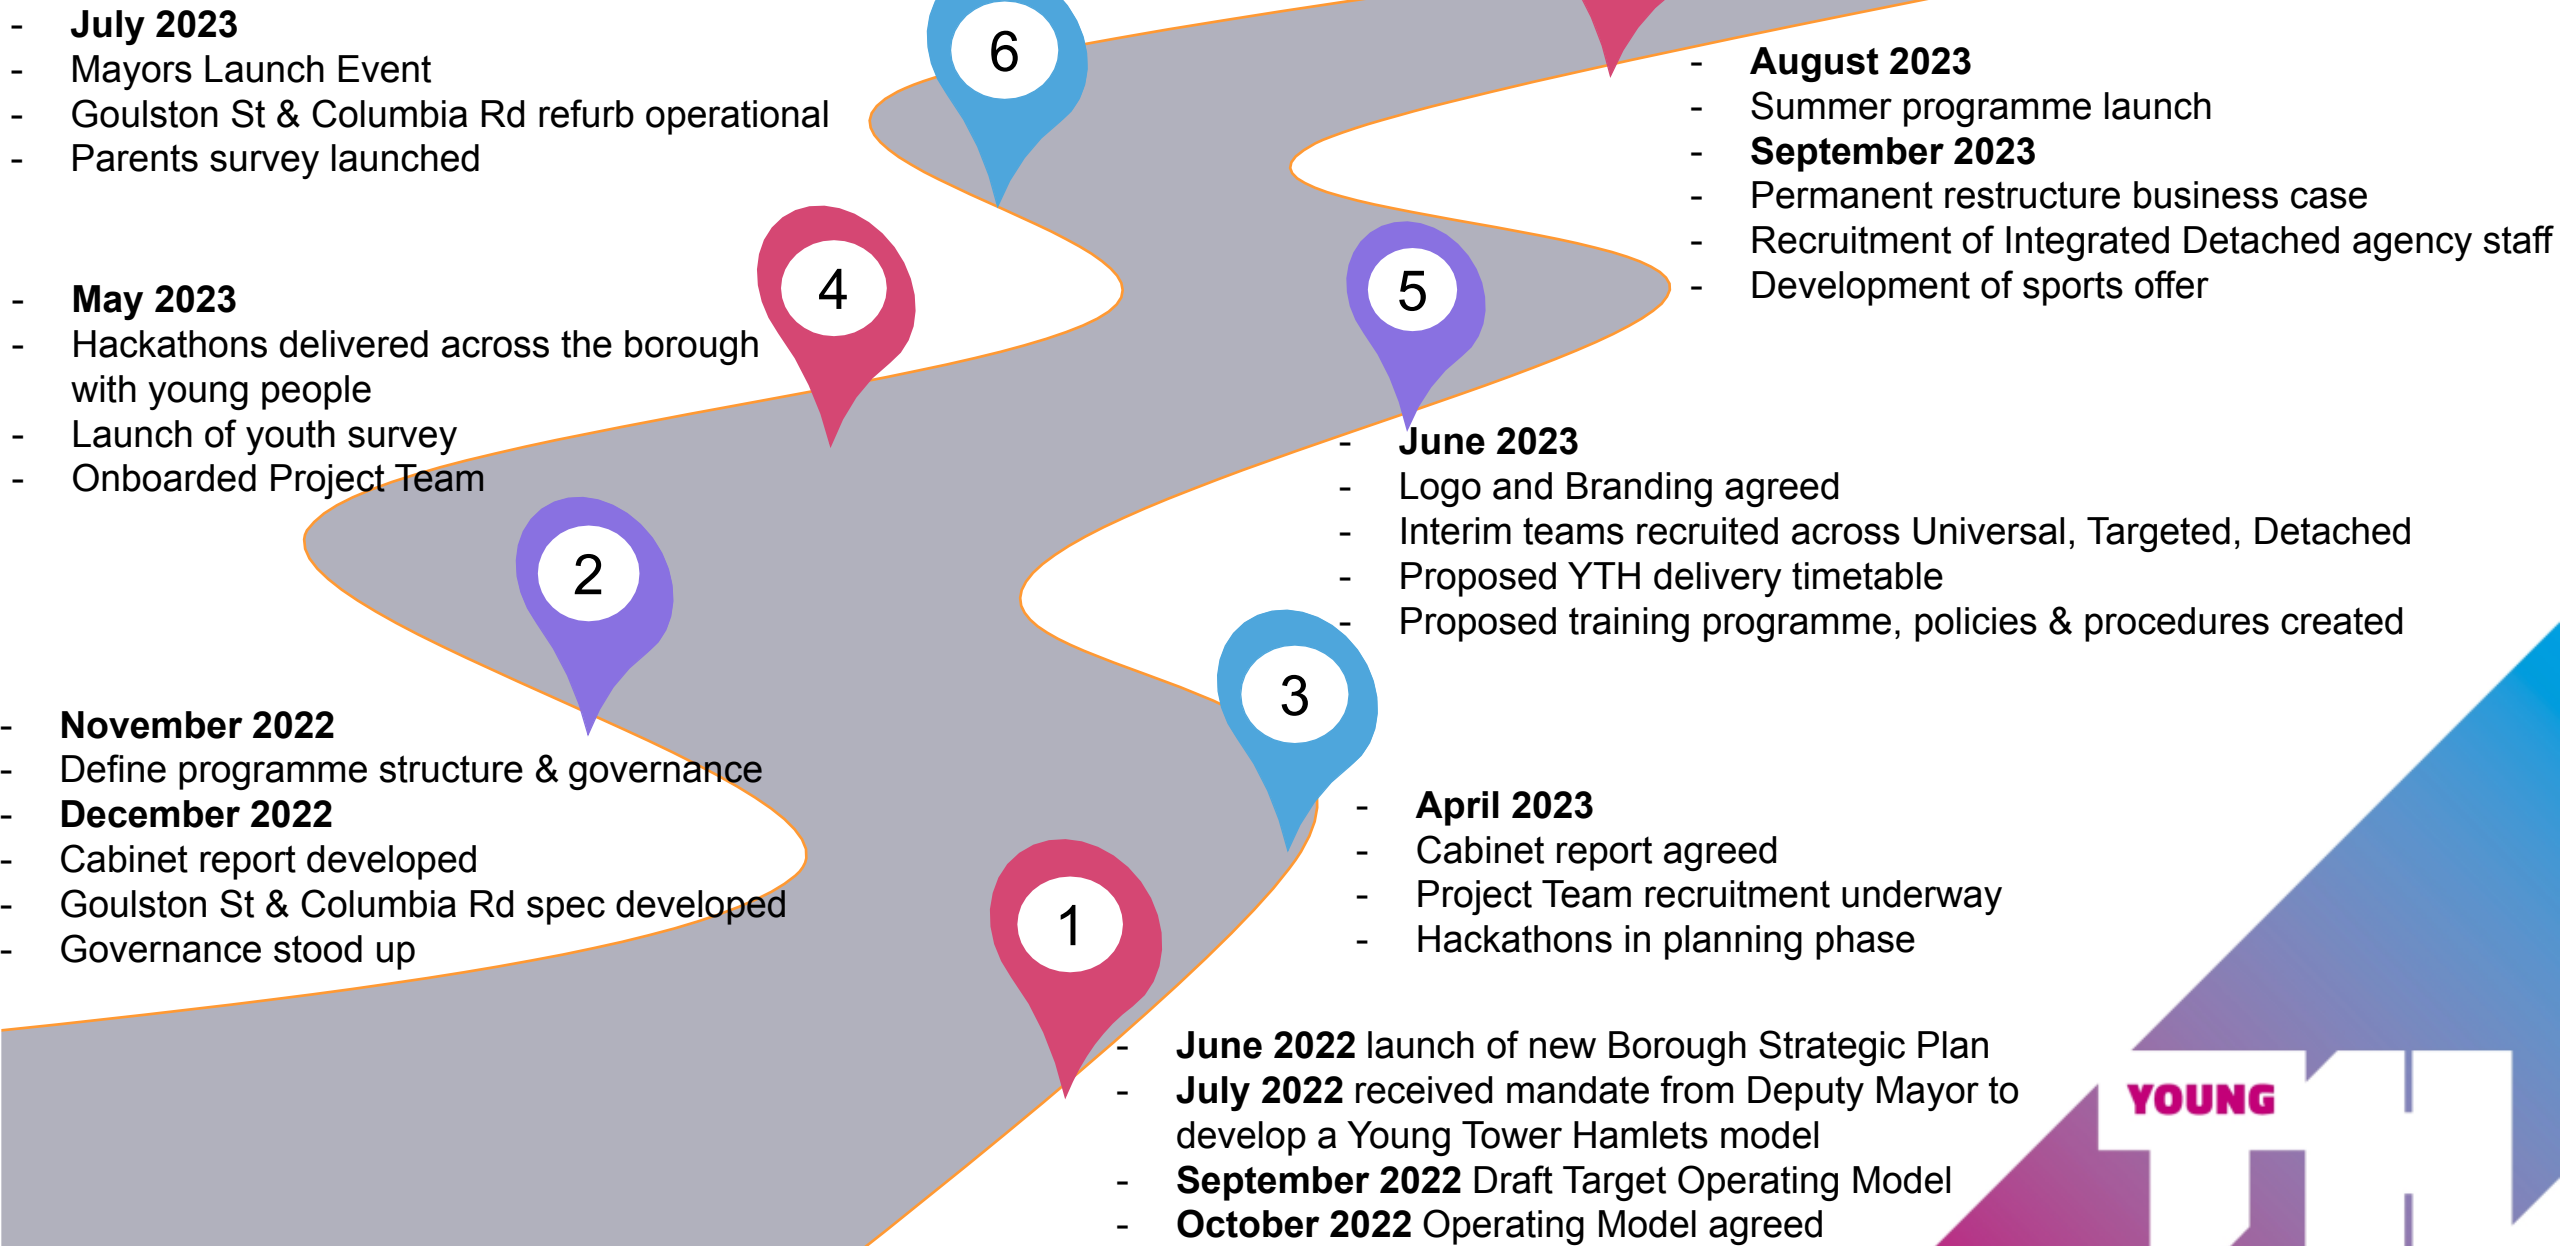 - July 2023
- Mayors Launch Event
- Goulston St & Columbia Rd refurb operational
- Parents survey launched
6
- August 2023
- Summer programme launch
- September 2023
- Permanent restructure business case
- Recruitment of Integrated Detached agency staff
- Development of sports offer
4
5
- May 2023
- Hackathons delivered across the borough
with young people
- Launch of youth survey
- Onboarded Project Team
- June 2023
- Logo and Branding agreed
- Interim teams recruited across Universal, Targeted, Detached
- Proposed YTH delivery timetable
- Proposed training programme, policies & procedures created
2
3
- November 2022
- Define programme structure & governance
- December 2022
- Cabinet report developed
- Goulston St & Columbia Rd spec developed
- Governance stood up
- April 2023
- Cabinet report agreed
- Project Team recruitment underway
- Hackathons in planning phase
1
- June 2022 launch of new Borough Strategic Plan
- July 2022 received mandate from Deputy Mayor to
develop a Young Tower Hamlets model
- September 2022 Draft Target Operating Model
- October 2022 Operating Model agreed
YOUNG
TH